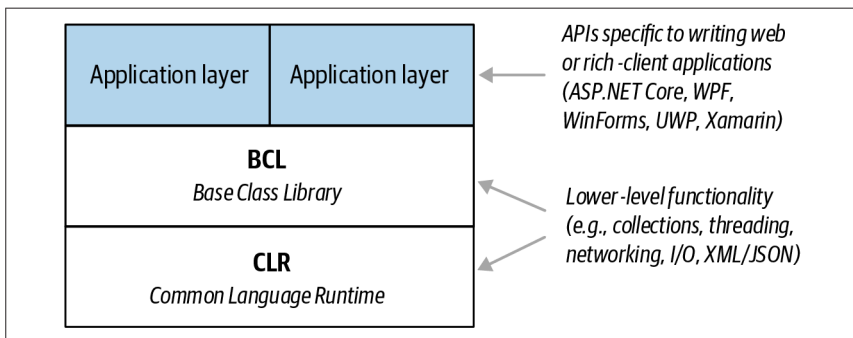 Application layer
Application layer
APIs specific to writing web
or rich-client applications
(ASP.NET Core, WPF,
WinForms, UWP, Xamarin)
BCL
Base Class Library
Lower-level functionality
(e.g., collections, threading,
networking, I/O, XML/JSON)
CLR
Common Language Runtime